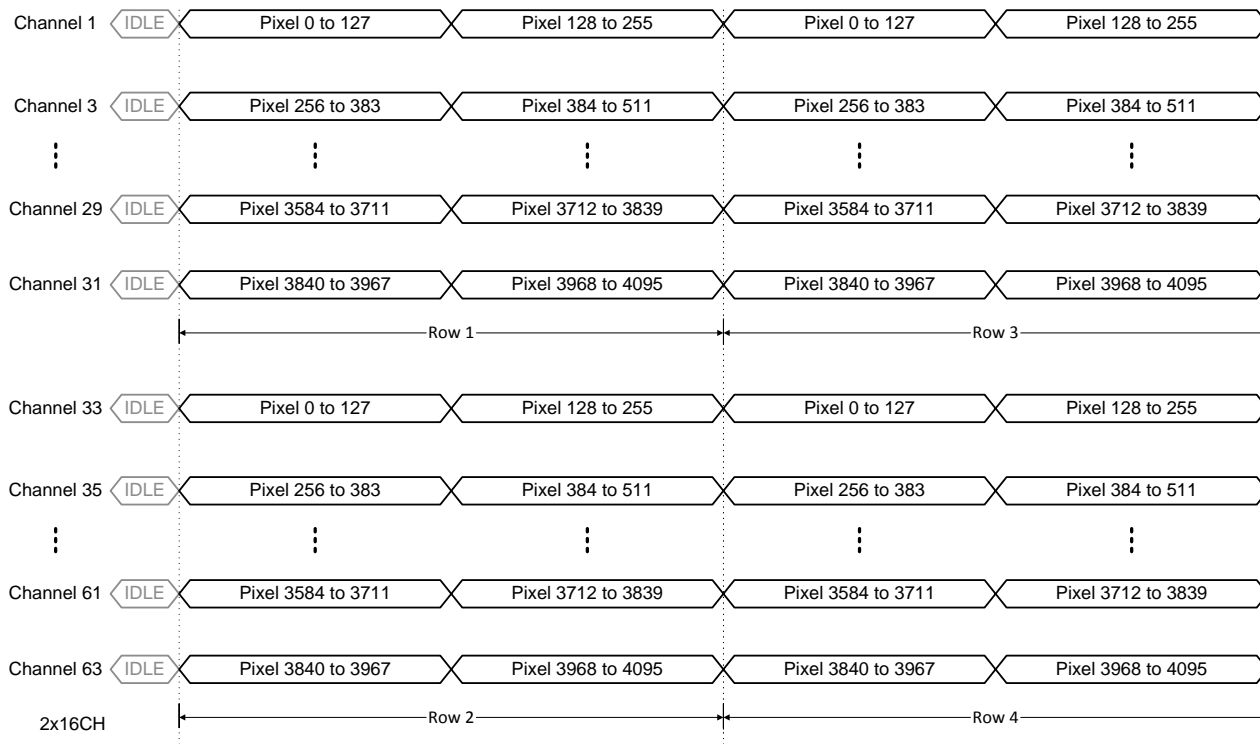 Channel 1 IDLE Pixel 0 to 127 Pixel 128 to 255 Pixel 0 to 127 Pixel 128 to 255
Channel 3 IDLE Pixel 256 to 383 Pixel 384 to 511 Pixel 256 to 383 Pixel 384 to 511
Channel 29 IDLE Pixel 3584 to 3711 Pixel 3712 to 3839 Pixel 3584 to 3711 Pixel 3712 to 3839
Channel 31 IDLE Pixel 3840 to 3967 Pixel 3968 to 4095 Pixel 3840 to 3967 Pixel 3968 to 4095
Row 1 Row 3
Channel 33 IDLE Pixel 0 to 127 Pixel 128 to 255 Pixel 0 to 127 Pixel 128 to 255
Channel 35 IDLE Pixel 256 to 383 Pixel 384 to 511 Pixel 256 to 383 Pixel 384 to 511
Channel 61 IDLE Pixel 3584 to 3711 Pixel 3712 to 3839 Pixel 3584 to 3711 Pixel 3712 to 3839
Channel 63 IDLE Pixel 3840 to 3967 Pixel 3968 to 4095 Pixel 3840 to 3967 Pixel 3968 to 4095
2x16CH Row 2 Row 4